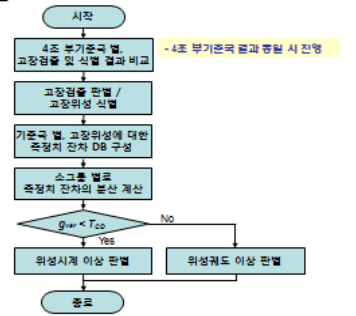 시작
4조 부기준국 별,
고장검출 및 식별 결과 비교
- 4조 부기준국 결과 동일 시 진행
고장검출 판별 /
고장위성 식별
기준국 별, 고장위성에 대한
측정치 잔차 DB 구성
소그룹 별로
측정치 잔차의 분산 계산
gvar < TCD
No
Yes
위성시계 이상 판별
위성궤도 이상 판별
종료